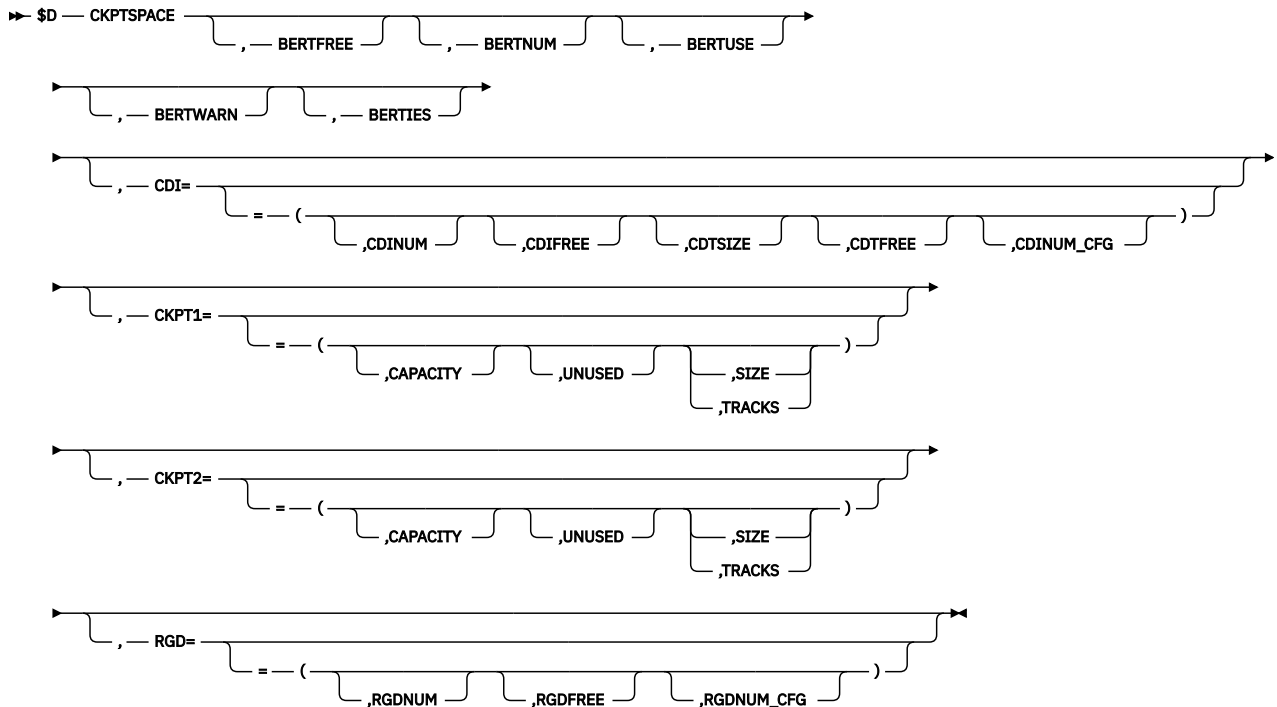 $D CKPTSPACE
, BERTFREE , BERTNUM , BERTUSE
, BERTWARN , BERTIES
, CDI=
= ( )
,CDINUM ,CDIFREE ,CDTSIZE ,CDTFREE ,CDINUM_CFG
, CKPT1=
= ( )
,CAPACITY ,UNUSED ,SIZE
,TRACKS
, CKPT2=
= ( )
,CAPACITY ,UNUSED ,SIZE
,TRACKS
, RGD=
= ( )
,RGDNUM ,RGDFREE ,RGDNUM_CFG